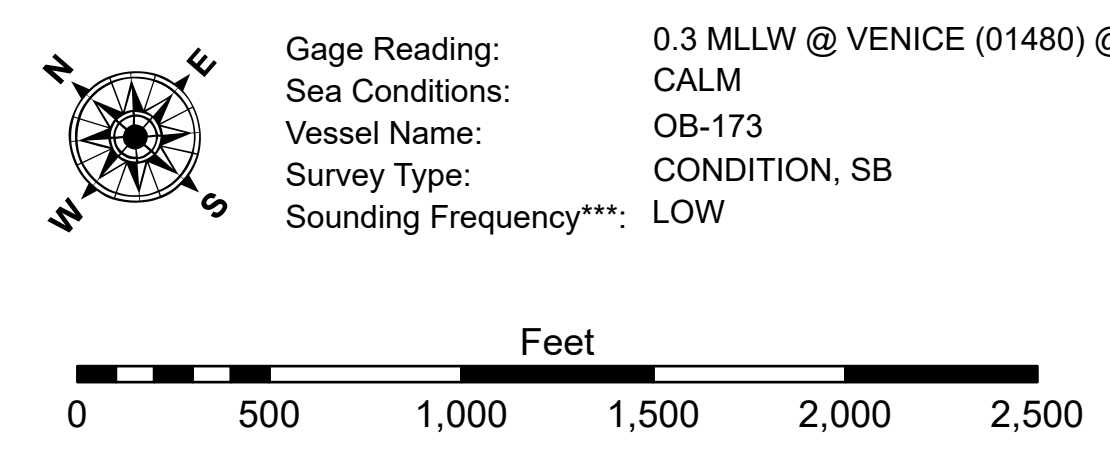 N E
W S
Gage Reading: 0.3 MLLW @ VENICE (01480) @
Sea Conditions: CALM
Vessel Name: OB-173
Survey Type: CONDITION, SB
Sounding Frequency***: LOW
Feet
0 500 1,000 1,500 2,000 2,500